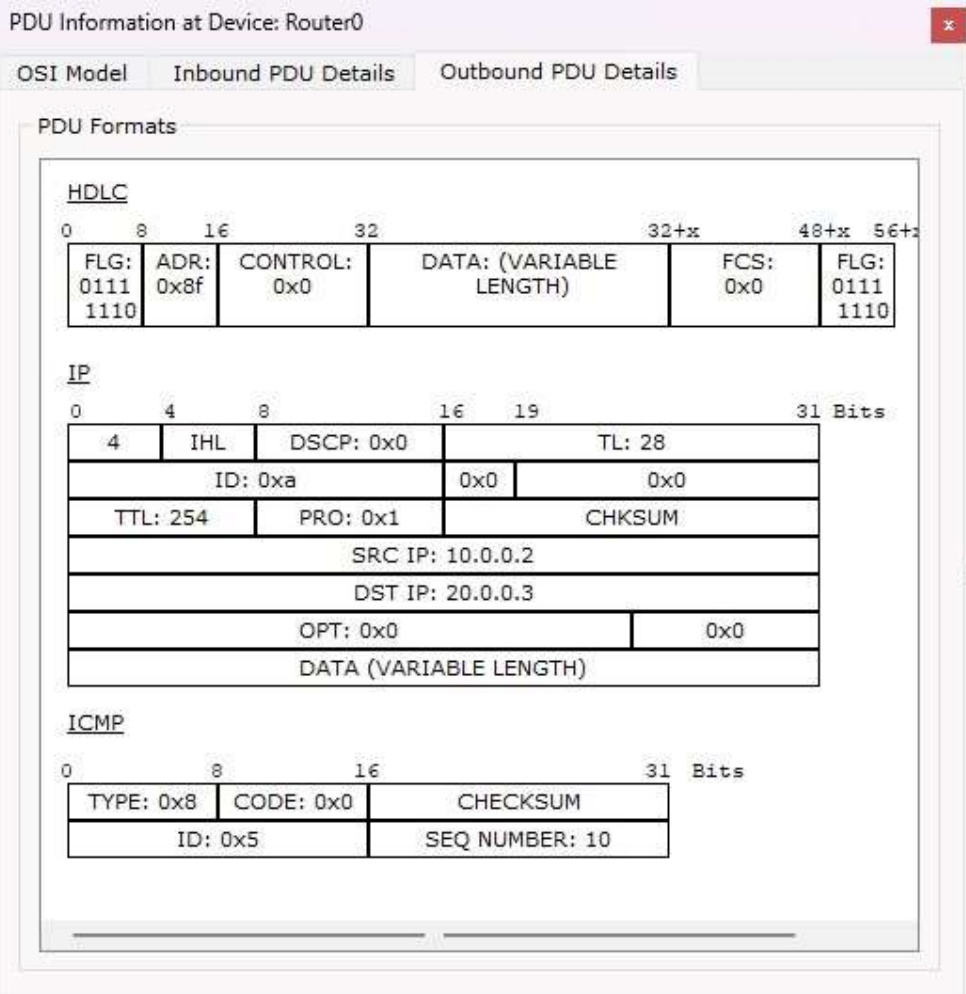 PDU Information at Device: Router0
x
OSI Model Inbound PDU Details Outbound PDU Details
PDU Formats
HDLC
0 8 16 32 32+x 48+x 56+
FLG: ADR: CONTROL: DATA: (VARIABLE FCS: FLG:
0111 0x8f 0x0 LENGTH) 0x0 0111
1110 1110
IP
0 4 8 16 19 31 Bits
4 IHL DSCP: 0x0 TL: 28
ID: 0xa 0x0 0x0
TTL: 254 PRO: 0x1 CHKSUM
SRC IP: 10.0.0.2
DST IP: 20.0.0.3
OPT: 0x0 0x0
DATA (VARIABLE LENGTH)
ICMP
0 8 16 31 Bits
TYPE: 0x8 CODE: 0x0 CHECKSUM
ID: 0x5 SEQ NUMBER: 10